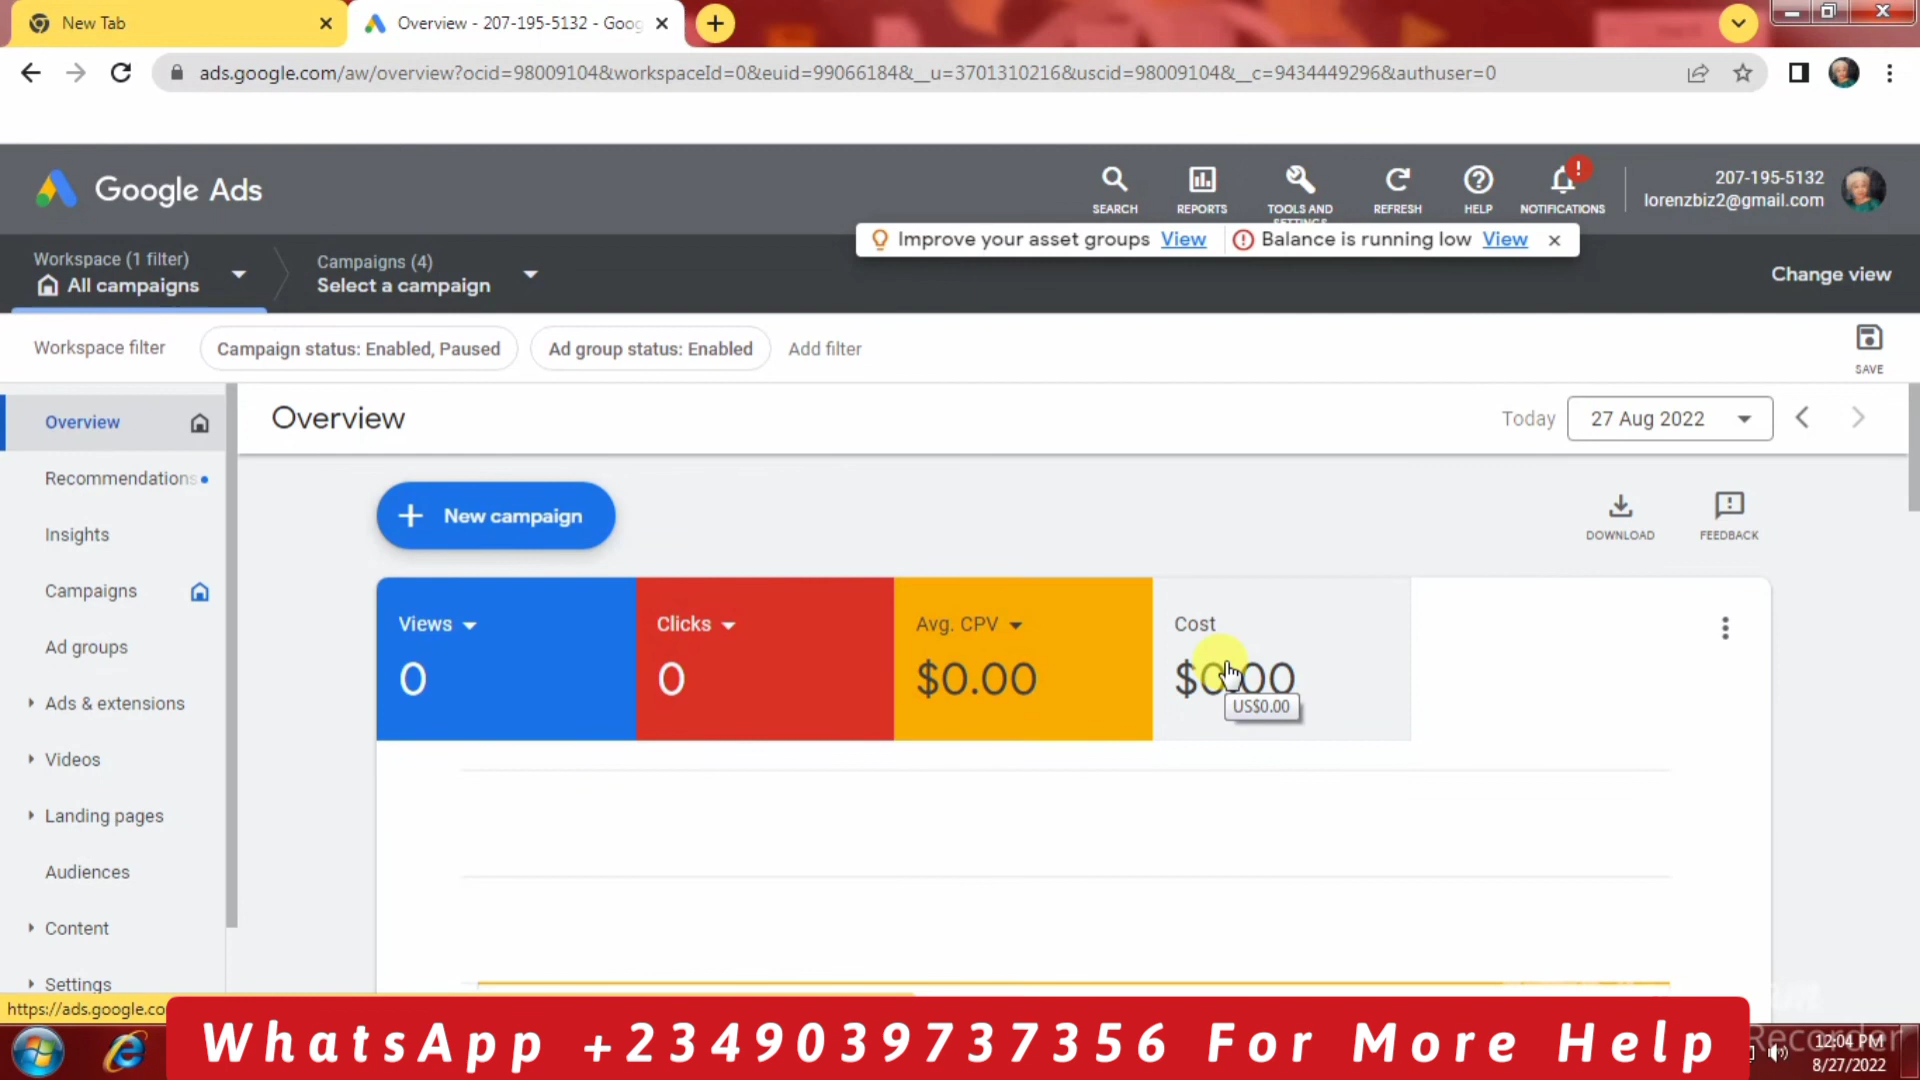 New Tab
Overview - 207-195-5132 - Goog
ads.google.com/aw/overview?ocid=98009104&workspaceId=0&euid=99066184&__u=3701310216&uscid=98009104&__c=9434449296&authuser=0
Google Ads
SEARCH
REPORTS
TOOLS AND SETTINGS
REFRESH
HELP
NOTIFICATIONS
207-195-5132
lorenzbiz2@gmail.com
Improve your asset groups View
Balance is running low View
Workspace (1 filter)
All campaigns
Campaigns (4)
Select a campaign
Change view
Workspace filter
Campaign status: Enabled, Paused
Ad group status: Enabled
Add filter
SAVE
Overview
Recommendations
Insights
Campaigns
Ad groups
Ads & extensions
Videos
Landing pages
Audiences
Content
Settings
Overview
Today
27 Aug 2022
New campaign
DOWNLOAD
FEEDBACK
Views
0
Clicks
0
Avg. CPV
$0.00
Cost
$0.00
US$0.00
https://ads.google.co
WhatsApp +2349039737356 For More Help
Recorder
12:04 PM
8/27/2022